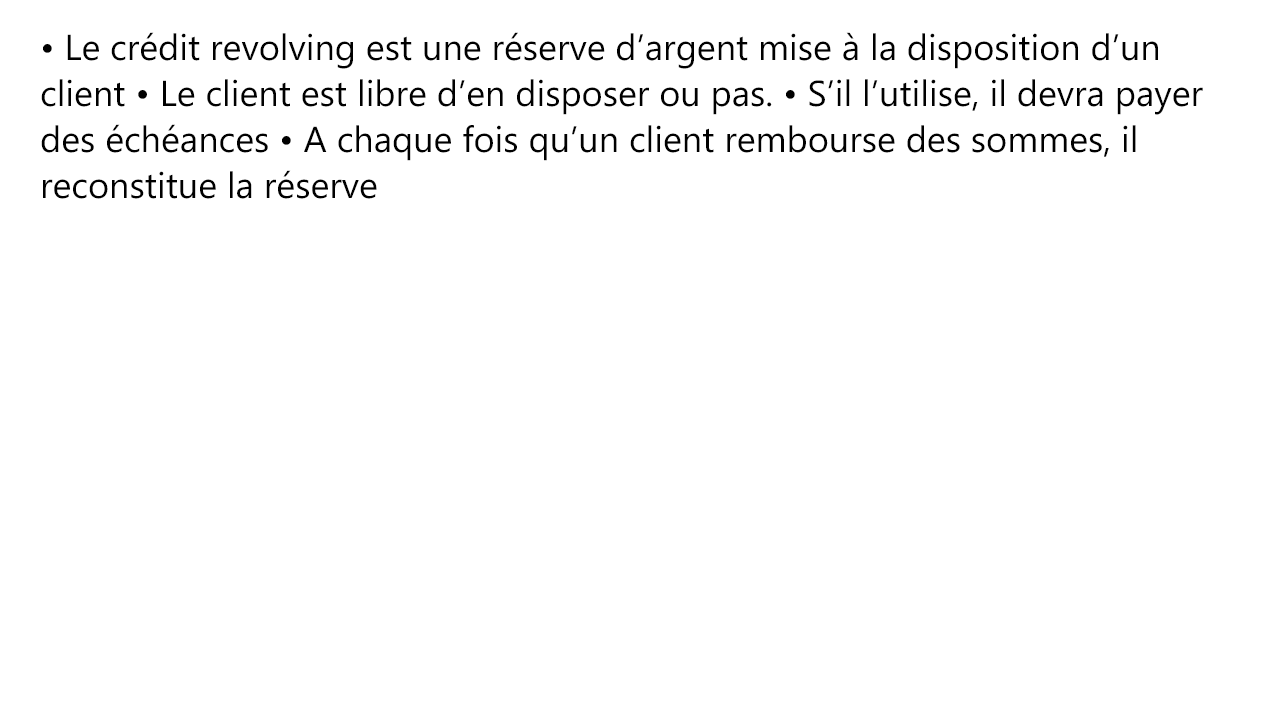 • Le crédit revolving est une réserve d’argent mise à la disposition d’un
client • Le client est libre d’en disposer ou pas. • S’il l’utilise, il devra payer
des échéances • A chaque fois qu’un client rembourse des sommes, il
reconstitue la réserve